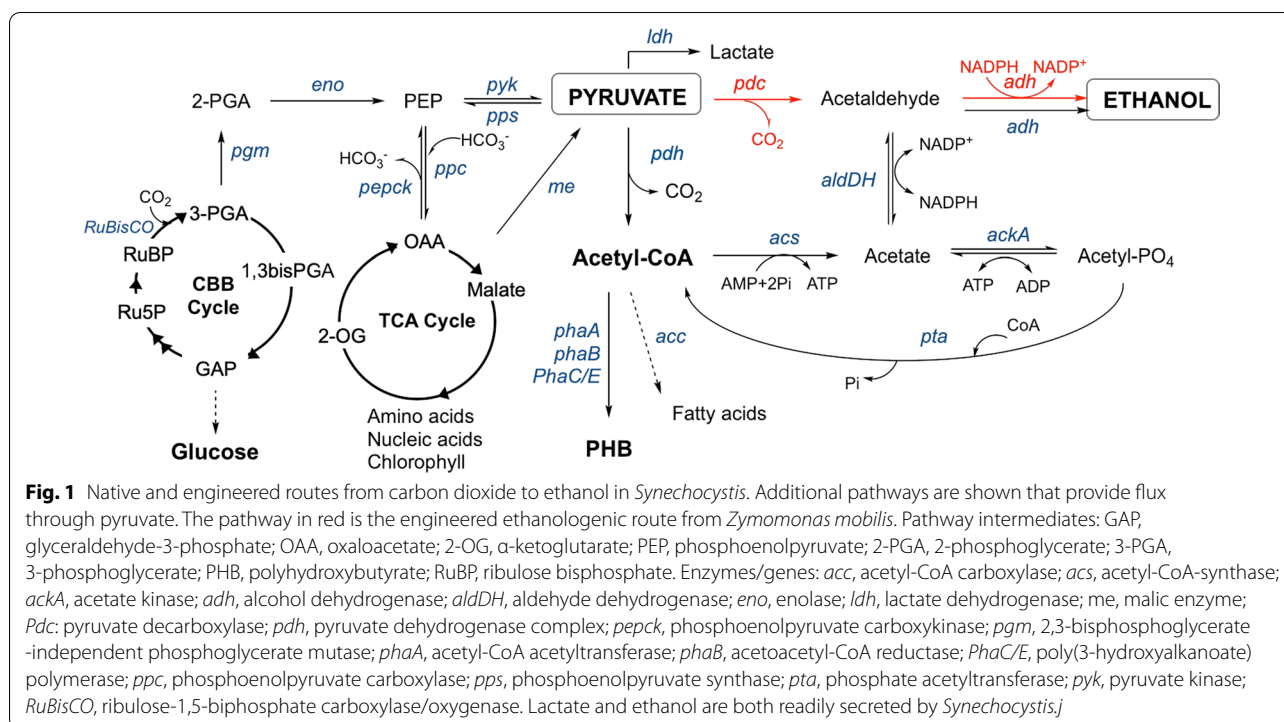 ldh
Lactate
NADPH
NADP+
2-PGA
eno
PEP
pyk
pps
PYRUVATE
pdc
CO2
Acetaldehyde
adh
adh
ETHANOL
pgm
HCO3-
HCO3-
pepck
ppc
me
pdh
CO2
aldDH
NADP+
NADPH
CO2
RuBisCO
3-PGA
RuBP
1,3bisPGA
CBB
Cycle
Ru5P
GAP
Glucose
OAA
Malate
2-OG
TCA Cycle
Amino acids
Nucleic acids
Chlorophyll
Acetyl-CoA
acs
AMP+2Pi
ATP
Acetate
ackA
ATP
ADP
Acetyl-PO4
phaA
phaB
PhaC/E
acc
pta
CoA
Pi
Fatty acids
PHB
Fig. 1 Native and engineered routes from carbon dioxide to ethanol in Synechocystis. Additional pathways are shown that provide flux
through pyruvate. The pathway in red is the engineered ethanologenic route from Zymomonas mobilis. Pathway intermediates: GAP,
glyceraldehyde-3-phosphate; OAA, oxaloacetate; 2-OG, α-ketoglutarate; PEP, phosphoenolpyruvate; 2-PGA, 2-phosphoglycerate; 3-PGA,
3-phosphoglycerate; PHB, polyhydroxybutyrate; RuBP, ribulose bisphosphate. Enzymes/genes: acc, acetyl-CoA carboxylase; acs, acetyl-CoA-synthase;
ackA, acetate kinase; adh, alcohol dehydrogenase; aldDH, aldehyde dehydrogenase; eno, enolase; ldh, lactate dehydrogenase; me, malic enzyme;
Pdc: pyruvate decarboxylase; pdh, pyruvate dehydrogenase complex; pepck, phosphoenolpyruvate carboxykinase; pgm, 2,3-bisphosphoglycerate
-independent phosphoglycerate mutase; phaA, acetyl-CoA acetyltransferase; phaB, acetoacetyl-CoA reductase; PhaC/E, poly(3-hydroxyalkanoate)
polymerase; ppc, phosphoenolpyruvate carboxylase; pps, phosphoenolpyruvate synthase; pta, phosphate acetyltransferase; pyk, pyruvate kinase;
RuBisCO, ribulose-1,5-biphosphate carboxylase/oxygenase. Lactate and ethanol are both readily secreted by Synechocystis.j